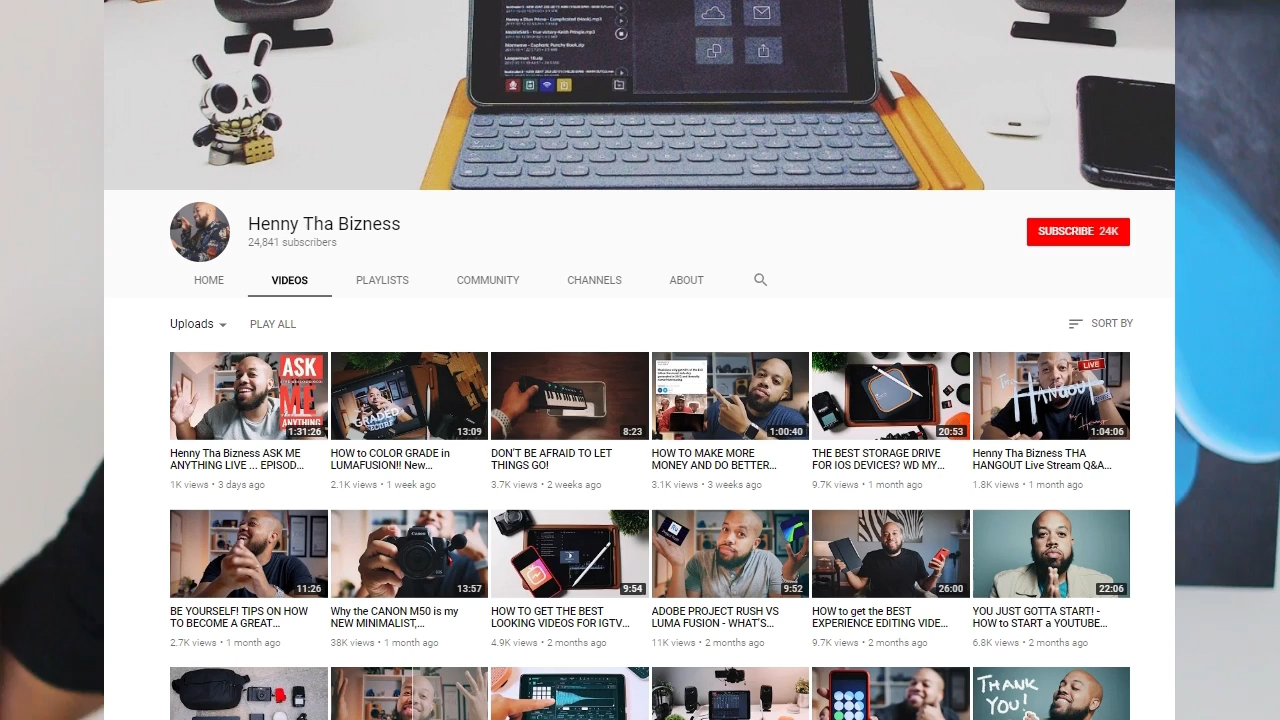 Henny Tha Bizness
24,841 subscribers
SUBSCRIBE 24K
HOME VIDEOS PLAYLISTS COMMUNITY CHANNELS ABOUT
Uploads PLAY ALL SORT BY
ASK
ME
ANYTHING
1:31:26
GRADED
13:09
8:23
1:00:40
20:53
LIVE
THA
HANGOUT
1:04:06
Henny Tha Bizness ASK ME
ANYTHING LIVE ... EPISOD...
1K views • 3 days ago
HOW to COLOR GRADE in
LUMAFUSION!! New...
2.1K views • 1 week ago
DON'T BE AFRAID TO LET
THINGS GO!
3.7K views • 2 weeks ago
HOW TO MAKE MORE
MONEY AND DO BETTER...
3.1K views • 3 weeks ago
THE BEST STORAGE DRIVE
FOR IOS DEVICES? WD MY...
9.7K views • 1 month ago
Henny Tha Bizness THA
HANGOUT Live Stream Q&A...
1.8K views • 1 month ago
11:26
Canon
13:57
9:54
9:52
26:00
22:06
BE YOURSELF! TIPS ON HOW
TO BECOME A GREAT...
2.7K views • 1 month ago
Why the CANON M50 is my
NEW MINIMALIST,...
38K views • 1 month ago
HOW TO GET THE BEST
LOOKING VIDEOS FOR IGTV...
4.9K views • 2 months ago
ADOBE PROJECT RUSH VS
LUMA FUSION - WHAT'S...
11K views • 2 months ago
HOW to get the BEST
EXPERIENCE EDITING VIDE...
9.7K views • 2 months ago
YOU JUST GOTTA START! -
HOW to START a YOUTUBE...
6.8K views • 2 months ago
THANK
YOU!